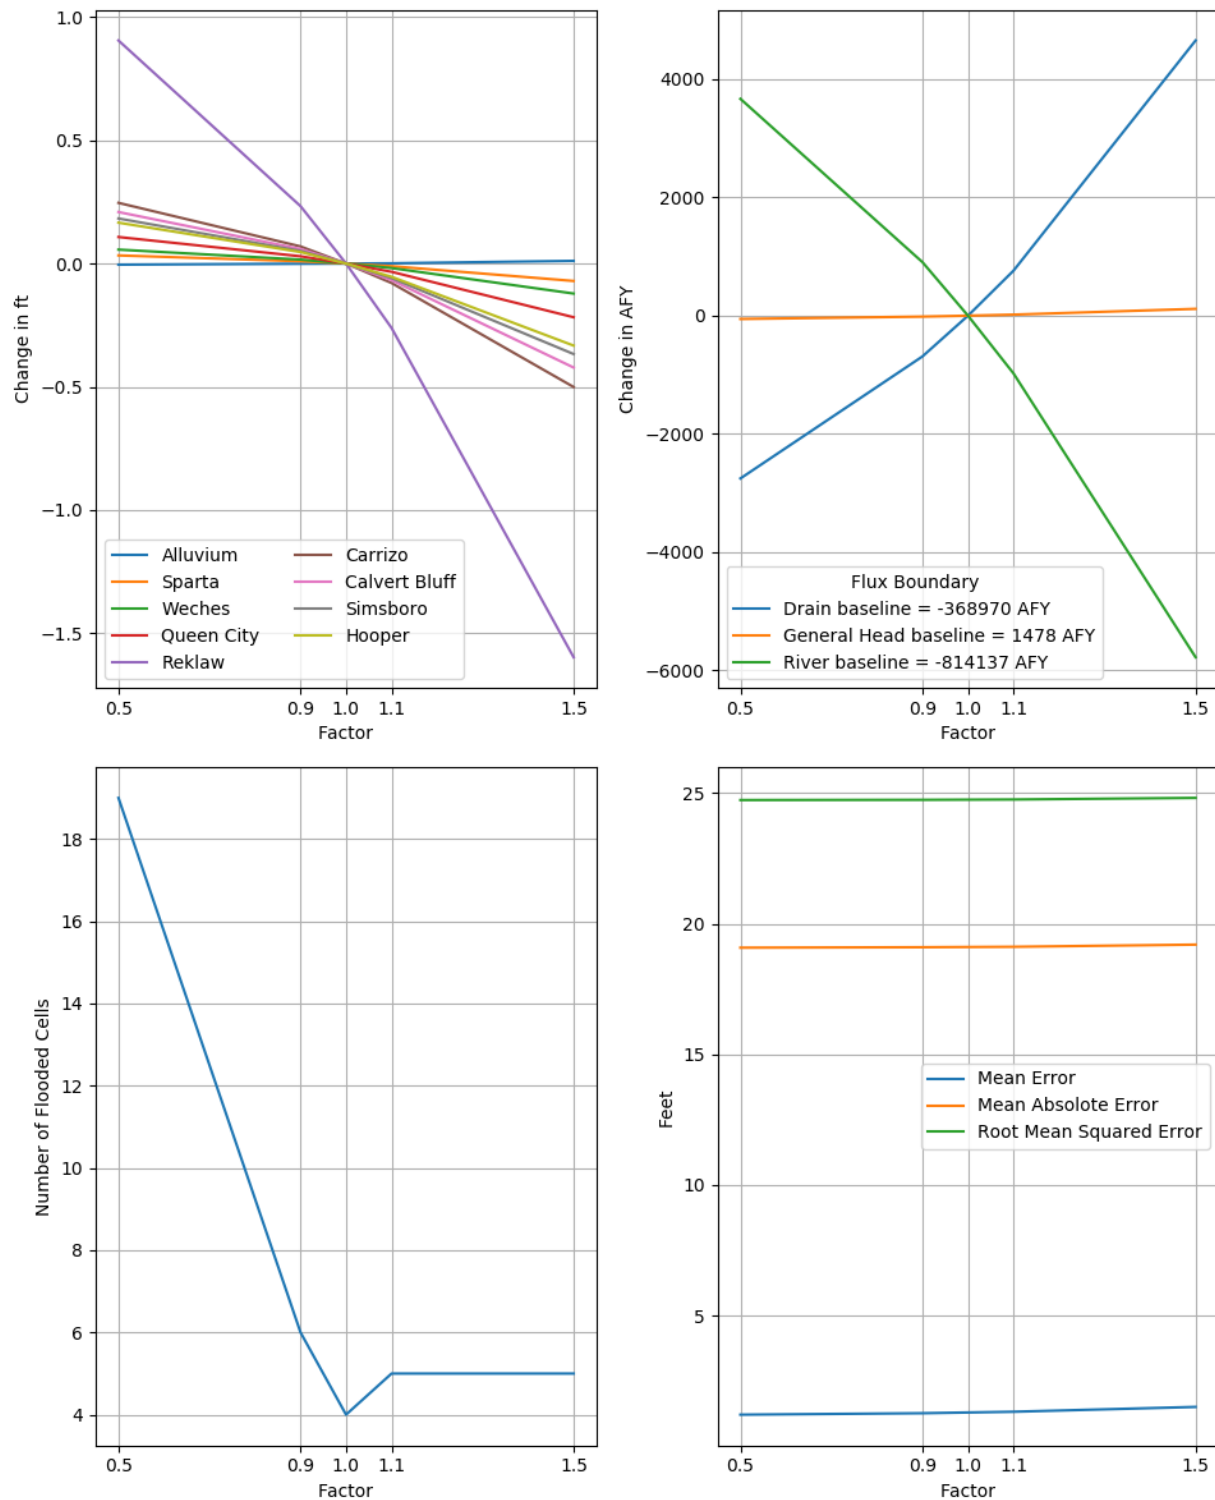 1.0
0.5
0.0
−0.5
−1.0
−1.5
Change in ft
Alluvium
Sparta
Weches
Queen City
Reklaw
Carrizo
Calvert Bluff
Simsboro
Hooper
0.5 0.9 1.0 1.1 1.5
Factor
4000
2000
0
−2000
−4000
−6000
Change in AFY
Flux Boundary
Drain baseline = -368970 AFY
General Head baseline = 1478 AFY
River baseline = -814137 AFY
0.5 0.9 1.0 1.1 1.5
Factor
18
16
14
12
10
8
6
4
Number of Flooded Cells
0.5 0.9 1.0 1.1 1.5
Factor
25
20
15
10
5
Feet
Mean Error
Mean Absolote Error
Root Mean Squared Error
0.5 0.9 1.0 1.1 1.5
Factor